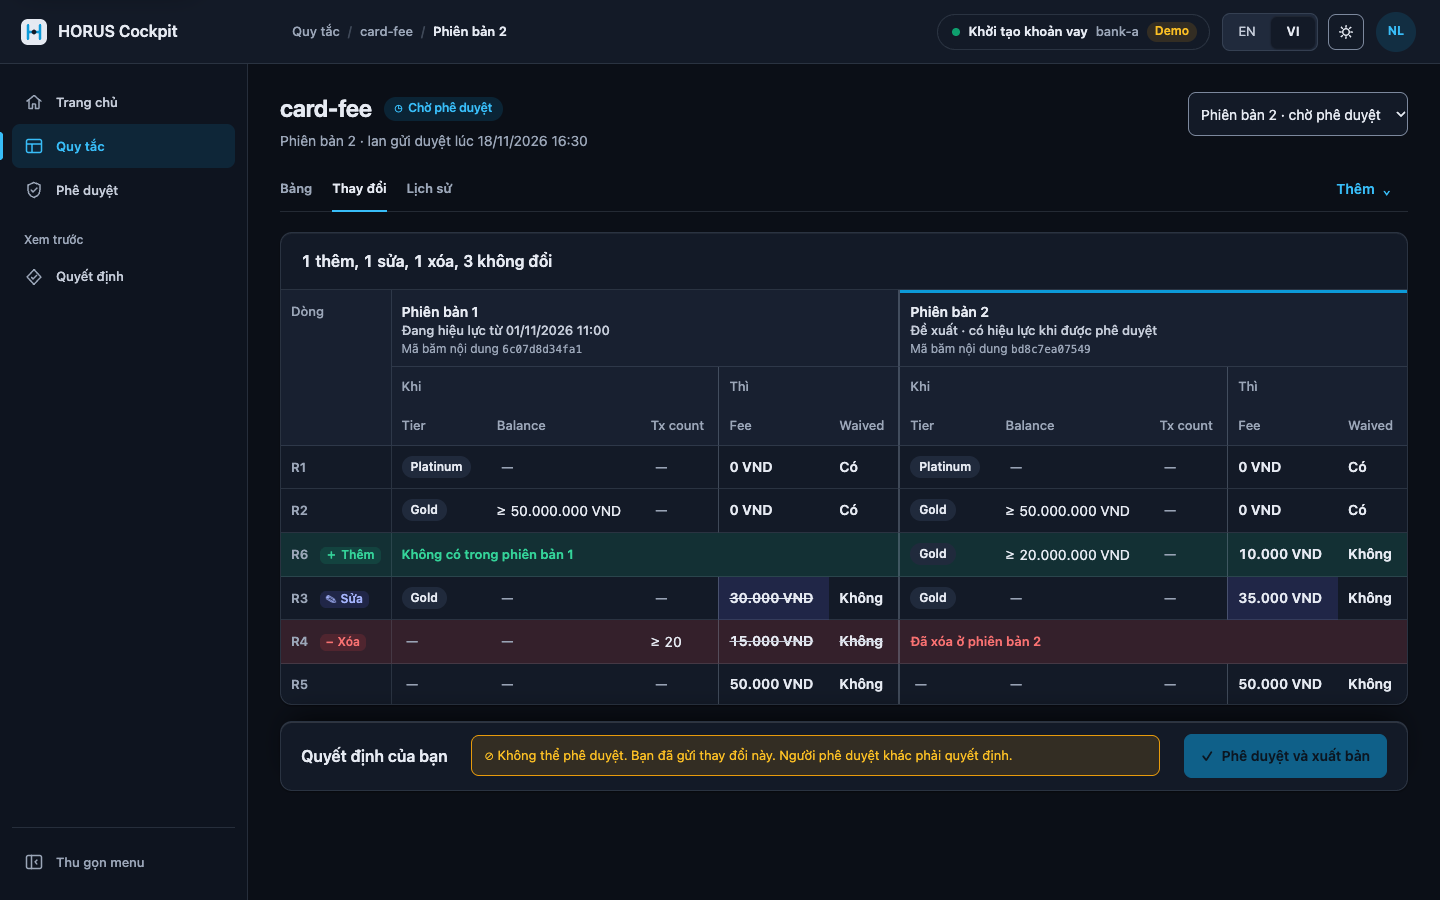 HORUS Cockpit
Quy tắc / card-fee / Phiên bản 2
Khởi tạo khoản vay bank-a Demo
EN VI
NL
Trang chủ
Quy tắc
Phê duyệt
Xem trước
Quyết định
Thu gọn menu
card-fee Chờ phê duyệt
Phiên bản 2 · lan gửi duyệt lúc 18/11/2026 16:30
Phiên bản 2 · chờ phê duyệt
Bảng Thay đổi Lịch sử
Thêm
1 thêm, 1 sửa, 1 xóa, 3 không đổi
Dòng
Phiên bản 1
Đang hiệu lực từ 01/11/2026 11:00
Mã băm nội dung 6c07d8d34fa1
Phiên bản 2
Đề xuất · có hiệu lực khi được phê duyệt
Mã băm nội dung bd8c7ea07549
Khi Thì Khi Thì
Tier Balance Tx count Fee Waived Tier Balance Tx count Fee Waived
R1 Platinum — — 0 VND Có Platinum — — 0 VND Có
R2 Gold ≥ 50.000.000 VND — 0 VND Có Gold ≥ 50.000.000 VND — 0 VND Có
R6 + Thêm Không có trong phiên bản 1 Gold ≥ 20.000.000 VND — 10.000 VND Không
R3 ✎ Sửa Gold — — 30.000 VND Không Gold — — 35.000 VND Không
R4 − Xóa — — ≥ 20 15.000 VND Không Đã xóa ở phiên bản 2
R5 — — — 50.000 VND Không — — — 50.000 VND Không
Quyết định của bạn
⊘ Không thể phê duyệt. Bạn đã gửi thay đổi này. Người phê duyệt khác phải quyết định.
✓ Phê duyệt và xuất bản